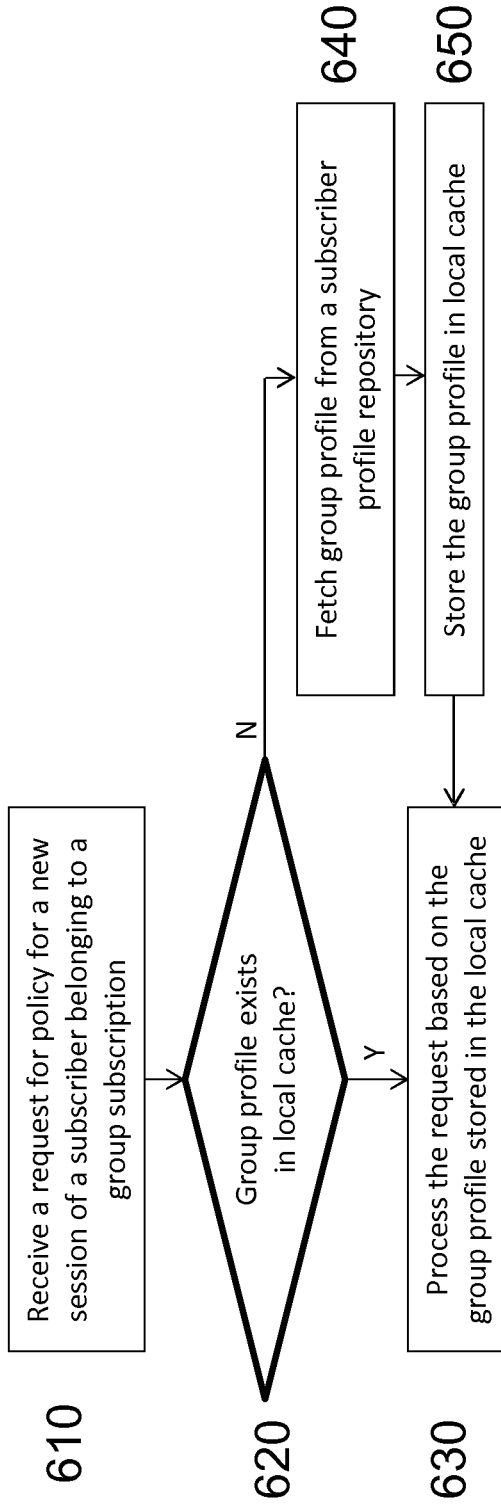 610
Receive a request for policy for a new
session of a subscriber belonging to a
group subscription
620
Group profile exists
in local cache?
N
Y
630
Process the request based on the
group profile stored in the local cache
Fetch group profile from a subscriber
profile repository
640
Store the group profile in local cache
650